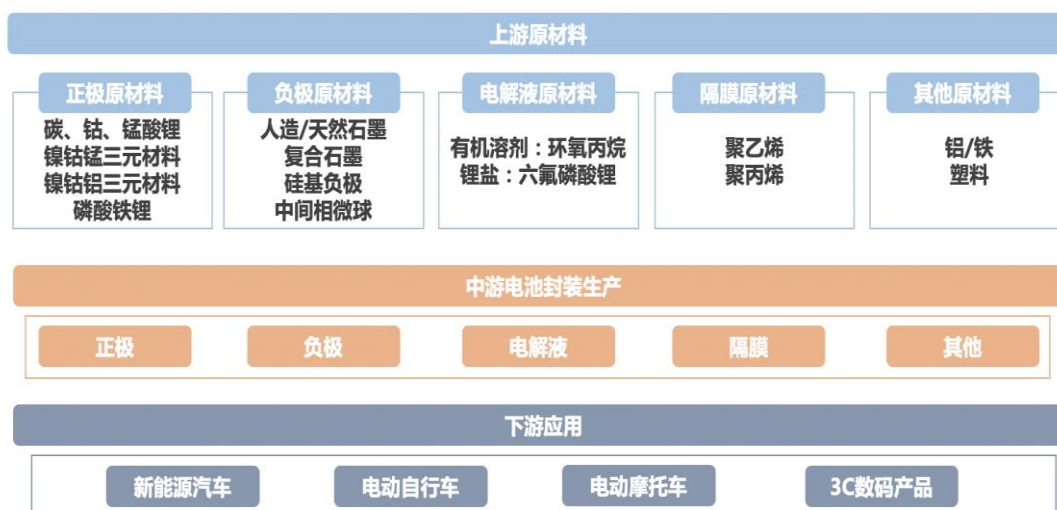 上游原材料
正极原材料
碳、钴、锰酸锂
镍钴锰三元材料
镍钴铝三元材料
磷酸铁锂
负极原材料
人造/天然石墨
复合石墨
硅基负极
中间相微球
电解液原材料
有机溶剂：环氧丙烷
锂盐：六氟磷酸锂
隔膜原材料
聚乙烯
聚丙烯
其他原材料
铝/铁
塑料
中游电池封装生产
正极
负极
电解液
隔膜
其他
下游应用
新能源汽车
电动自行车
电动摩托车
3C数码产品